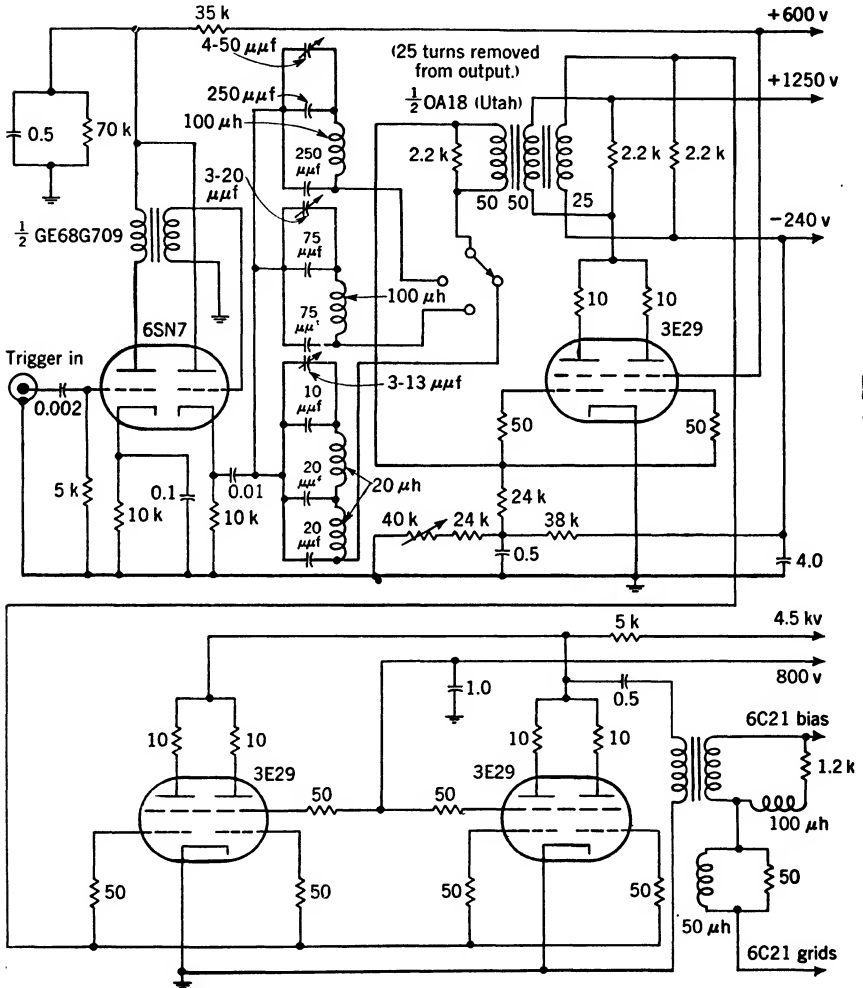 35 k
+600 v
4-50 μμf
(25 turns removed
from output.)
+1250 v
250 μμf
½ OA18 (Utah)
0.5
70 k
100 μh
2.2 k
2.2 k
2.2 k
250
μμf
3-20
μμf
50
50
25
-240 v
½ GE68G709
75
μμf
10
10
100 μh
6SN7
75
3E29
Trigger in
3-13 μμf
0.002
10
μμf
50
50
5 k
0.1
0.01
20
20 μh
24 k
10 k
10 k
20
μμf
40 k
24 k
38 k
0.5
4.0
5 k
4.5 kv
800 v
1.0
0.5
6C21 bias
10
10
10
10
3E29
3E29
1.2 k
50
50
100 μh
50
50
50
50
50
50 μh
6C21 grids